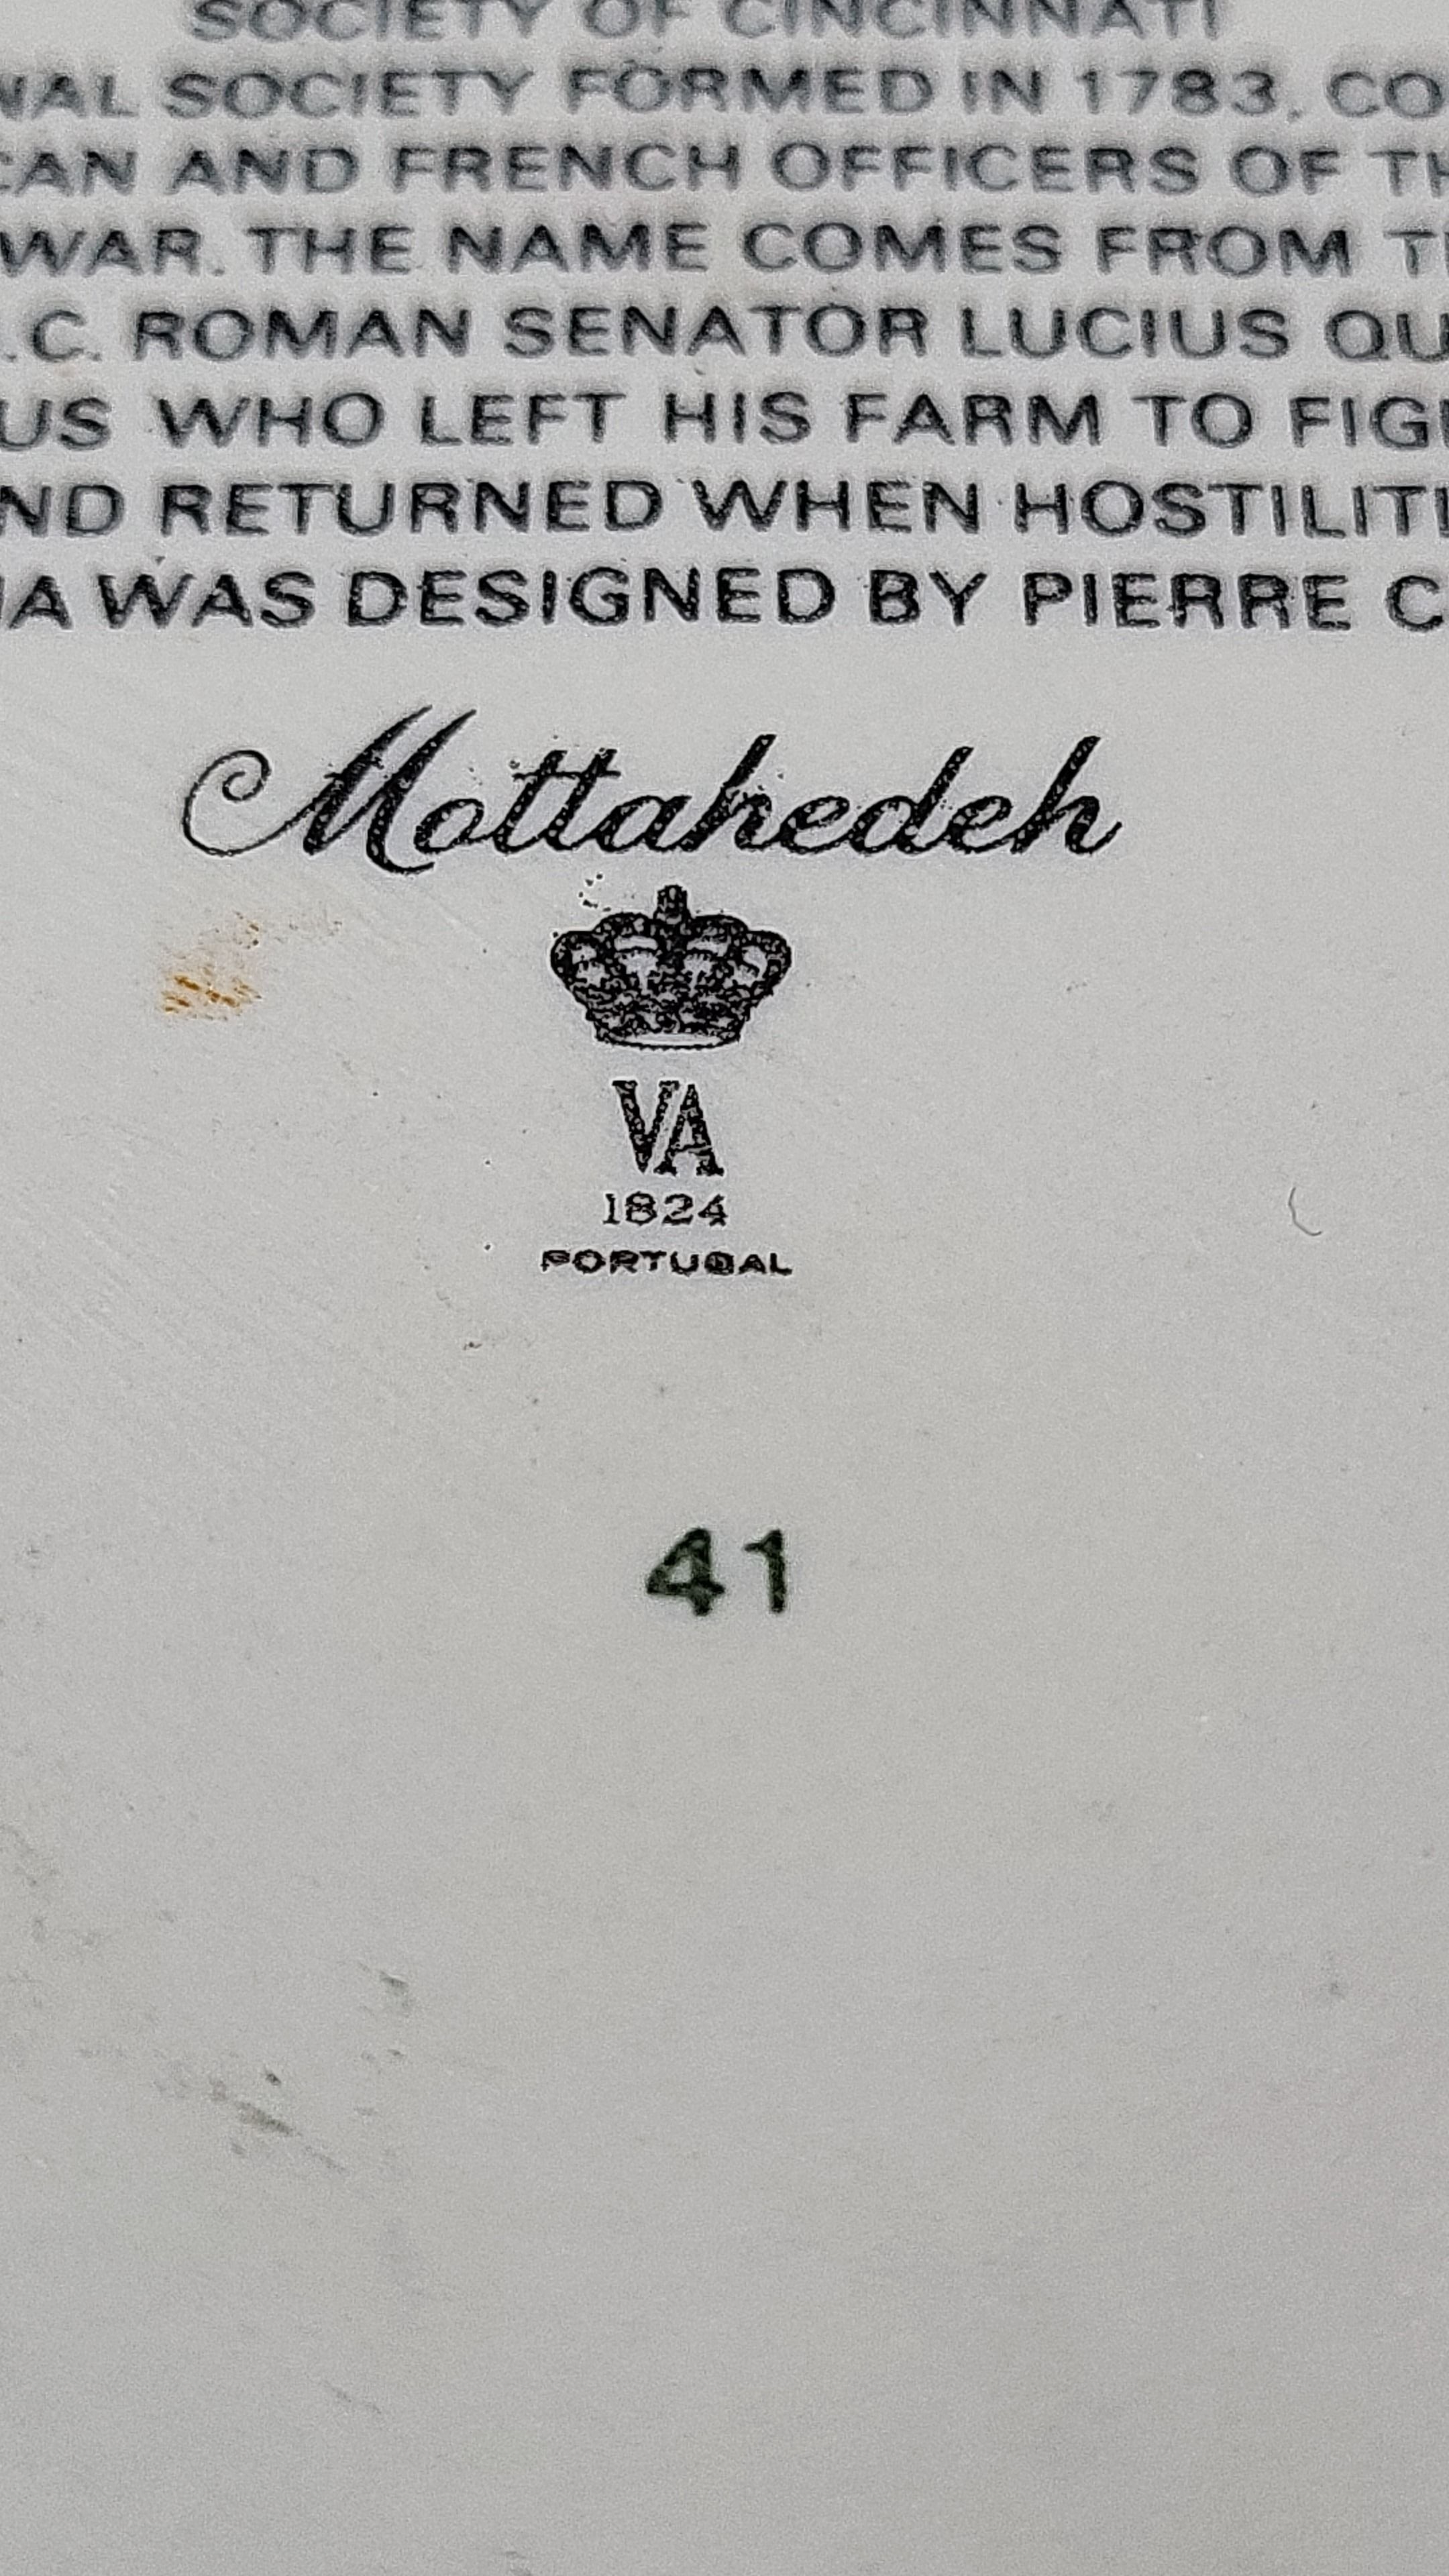 SOCIETY OF CINCINNATI
NAL SOCIETY FORMED IN 1783, CO
CAN AND FRENCH OFFICERS OF TH
WAR. THE NAME COMES FROM T
.C. ROMAN SENATOR LUCIUS QU
US WHO LEFT HIS FARM TO FIG
ND RETURNED WHEN HOSTILITI
A WAS DESIGNED BY PIERRE C
Mottahedeh
VA
1824
PORTUGAL
41